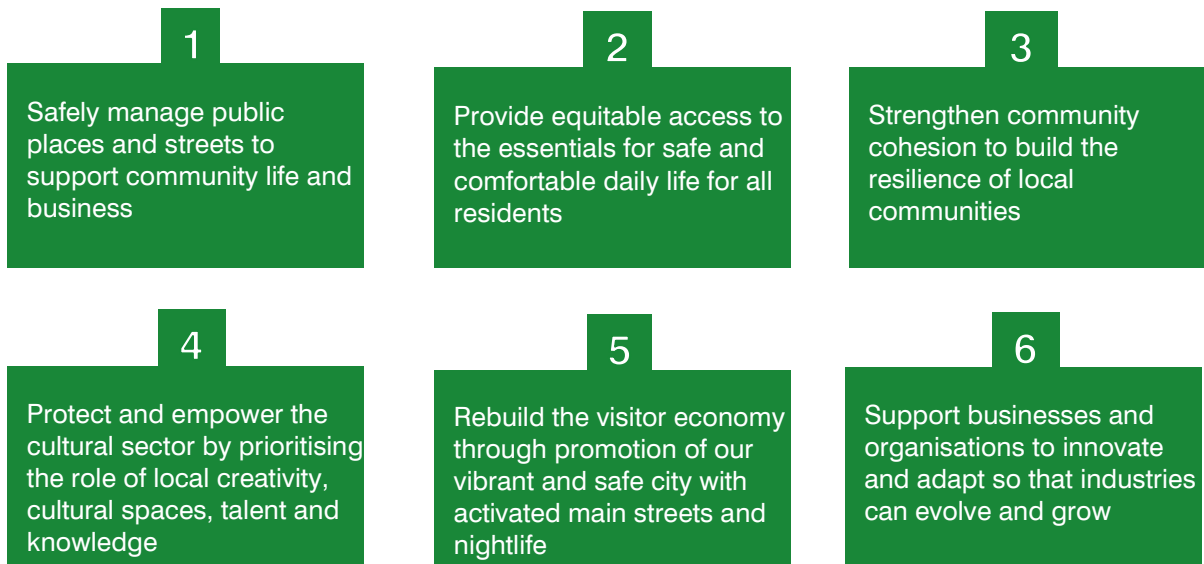 1
Safely manage public
places and streets to
support community life and
business
2
Provide equitable access to
the essentials for safe and
comfortable daily life for all
residents
3
Strengthen community
cohesion to build the
resilience of local
communities
4
Protect and empower the
cultural sector by prioritising
the role of local creativity,
cultural spaces, talent and
knowledge
5
Rebuild the visitor economy
through promotion of our
vibrant and safe city with
activated main streets and
nightlife
6
Support businesses and
organisations to innovate
and adapt so that industries
can evolve and grow